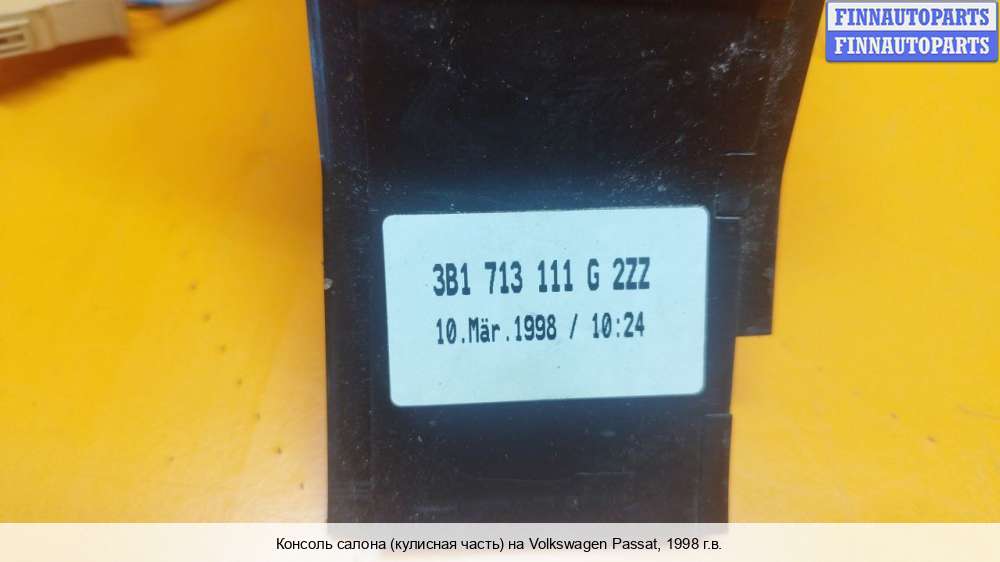 FINNAUTOPARTS
FINNAUTOPARTS
3B1 713 111 G 2ZZ
10.Mär.1998 / 10:24
Консоль салона (кулисная часть) на Volkswagen Passat, 1998 г.в.